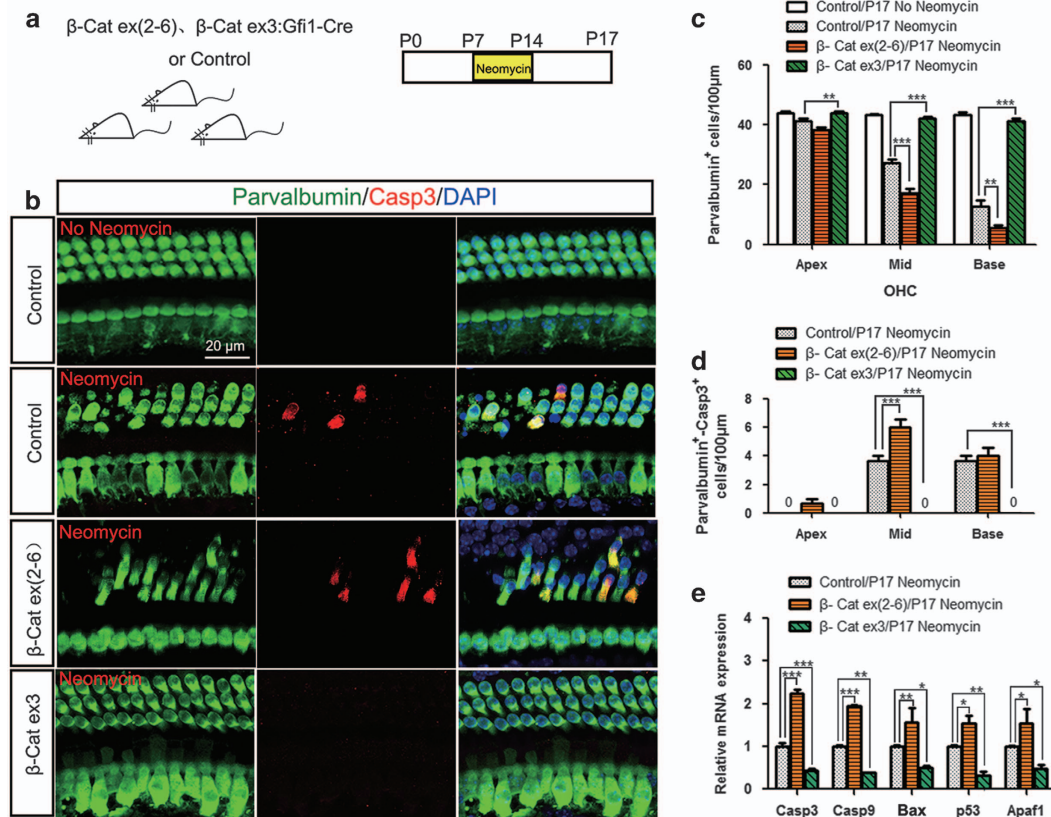 a
β-Cat ex(2-6)、β-Cat ex3:Gfi1-Cre
or Control
P0 P7 P14 P17
Neomycin
b
Parvalbumin/Casp3/DAPI
Control
No Neomycin
20 µm
Control
Neomycin
β-Cat ex(2-6)
Neomycin
β-Cat ex3
Neomycin
c
Control/P17 No Neomycin
Control/P17 Neomycin
β- Cat ex(2-6)/P17 Neomycin
β- Cat ex3/P17 Neomycin
Parvalbumin⁺ cells/100µm
60
40
20
0
** *** *** *** **
Apex Mid Base
OHC
d
Control/P17 Neomycin
β- Cat ex(2-6)/P17 Neomycin
β- Cat ex3/P17 Neomycin
Parvalbumin⁺-Casp3⁺
cells/100µm
8
6
4
2
0
*** *** ***
0 0 0 0
Apex Mid Base
e
Control/P17 Neomycin
β- Cat ex(2-6)/P17 Neomycin
β- Cat ex3/P17 Neomycin
Relative mRNA expression
4
3
2
1
0
*** *** *** ** ** * * ** * *
Casp3 Casp9 Bax p53 Apaf1